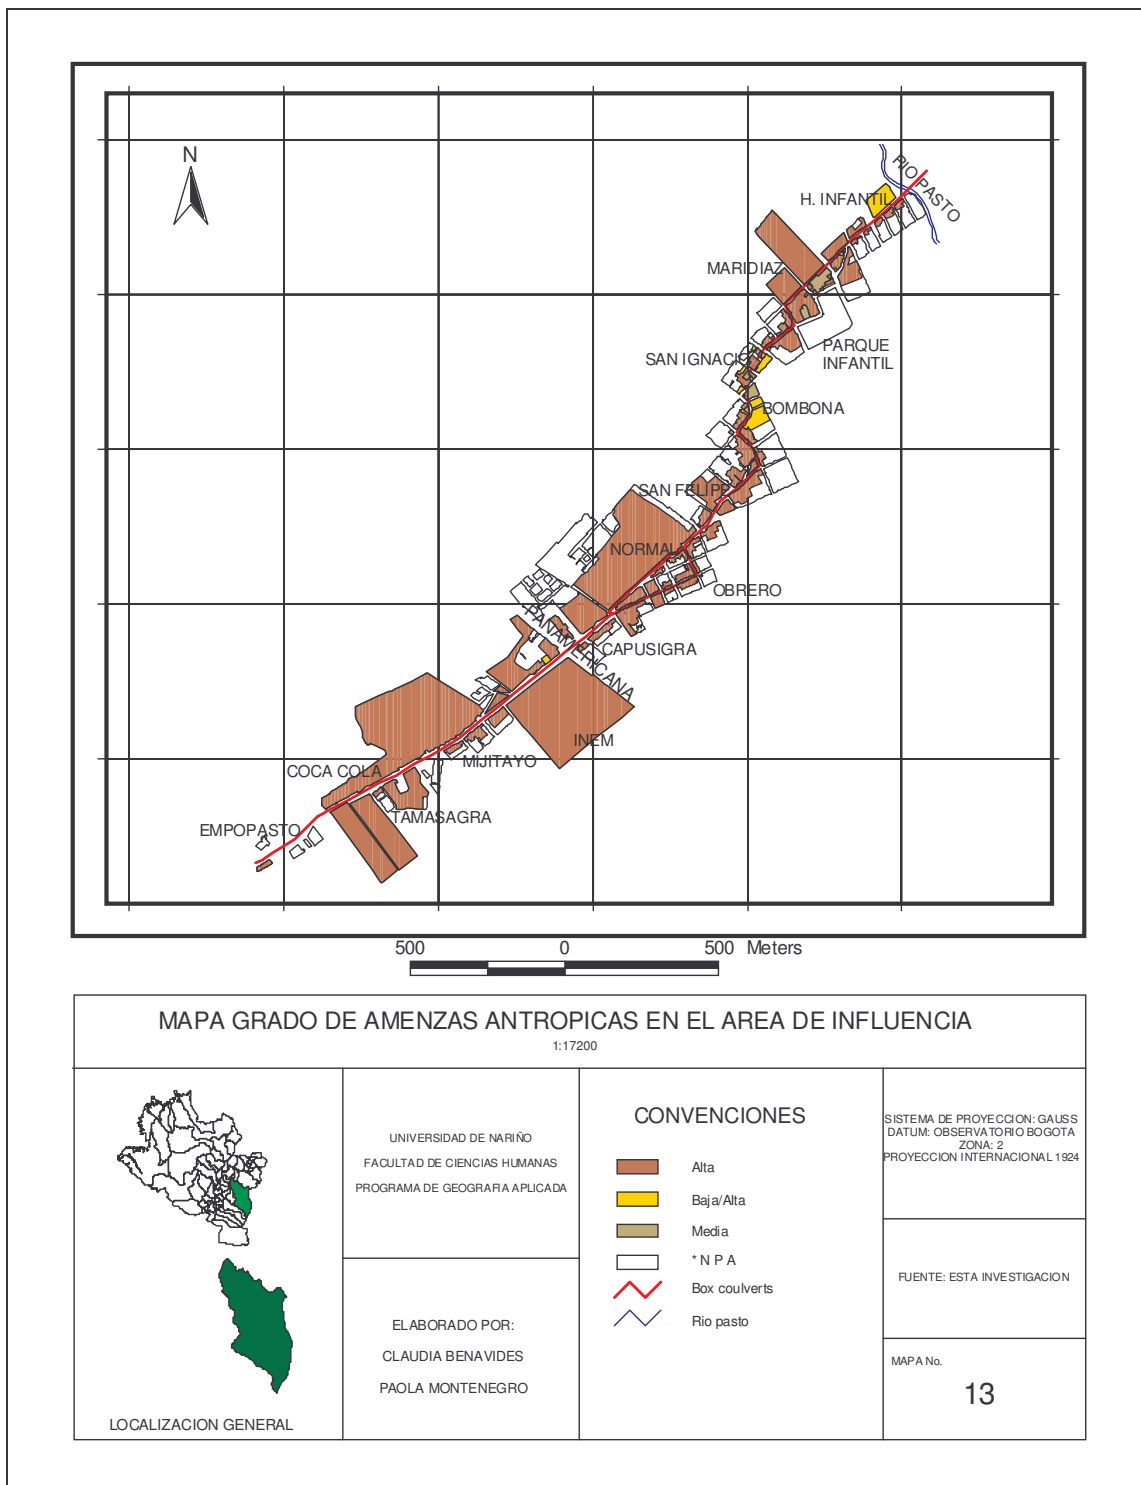 N
RIO PASTO
H. INFANTIL
MARIDIAZ
PARQUE
INFANTIL
SAN IGNACIO
BOMBONA
SAN FELIPE
NORMAL
OBRERO
PANAMERICANA
CAPUSIGRA
INEM
MIJITAYO
COCA COLA
TAMASAGRA
EMPOPASTO
500 0 500 Meters
MAPA GRADO DE AMENZAS ANTROPICAS EN EL AREA DE INFLUENCIA
1:17200
LOCALIZACION GENERAL
UNIVERSIDAD DE NARIÑO
FACULTAD DE CIENCIAS HUMANAS
PROGRAMA DE GEOGRAFIA APLICADA
ELABORADO POR:
CLAUDIA BENAVIDES
PAOLA MONTENEGRO
CONVENCIONES
Alta
Baja/Alta
Media
* N P A
Box coulverts
Rio pasto
SISTEMA DE PROYECCION: GAUSS
DATUM: OBSERVATORIO BOGOTA
ZONA: 2
PROYECCION INTERNACIONAL 1924
FUENTE: ESTA INVESTIGACION
MAPA No.
13